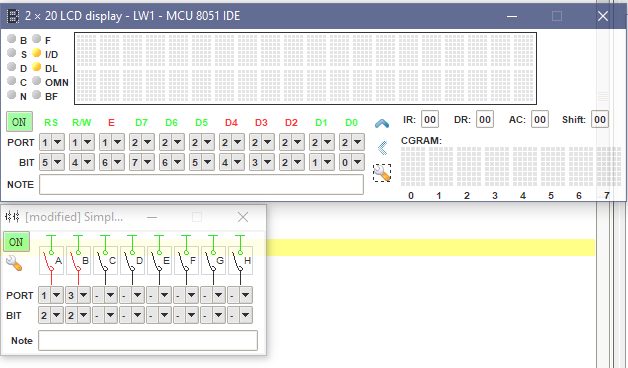 2 × 20 LCD display - LW1 - MCU 8051 IDE
B F
S I/D
D DL
C OMN
N BF
ON RS R/W E D7 D6 D5 D4 D3 D2 D1 D0
PORT 1 1 1 2 2 2 2 2 2 2 2
BIT 5 4 6 7 6 5 4 3 2 1 0
NOTE
IR: 00 DR: 00 AC: 00 Shift: 00
CGRAM:
0 1 2 3 4 5 6 7
[modified] Simpl...
ON A B C D E F G H
PORT 1 3 - - - - - -
BIT 2 2 - - - - - -
Note